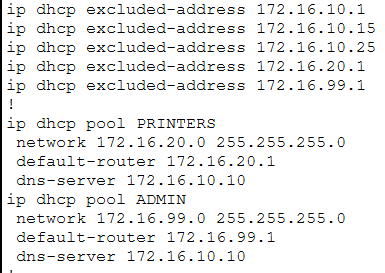 ip dhcp excluded-address 172.16.10.1
ip dhcp excluded-address 172.16.10.15
ip dhcp excluded-address 172.16.10.25
ip dhcp excluded-address 172.16.20.1
ip dhcp excluded-address 172.16.99.1
!
ip dhcp pool PRINTERS
 network 172.16.20.0 255.255.255.0
 default-router 172.16.20.1
 dns-server 172.16.10.10
ip dhcp pool ADMIN
 network 172.16.99.0 255.255.255.0
 default-router 172.16.99.1
 dns-server 172.16.10.10